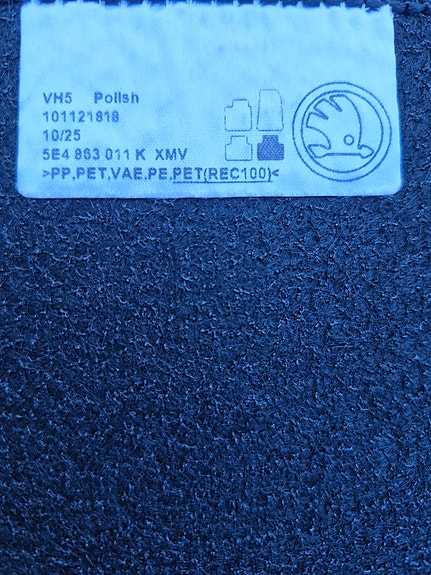 VH5 Polish
101121818
10/25
5E4 863 011 K XMV
>PP,PET,VAE,PE,PET(REC100)<